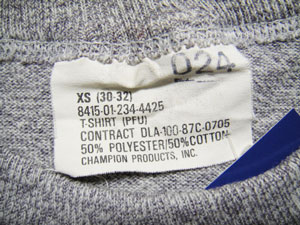 024
XS (30-32)
8415-01-234-4425
T-SHIRT (PFU)
CONTRACT DLA-100-87C-0705
50% POLYESTER/50%COTTON
CHAMPION PRODUCTS, INC.